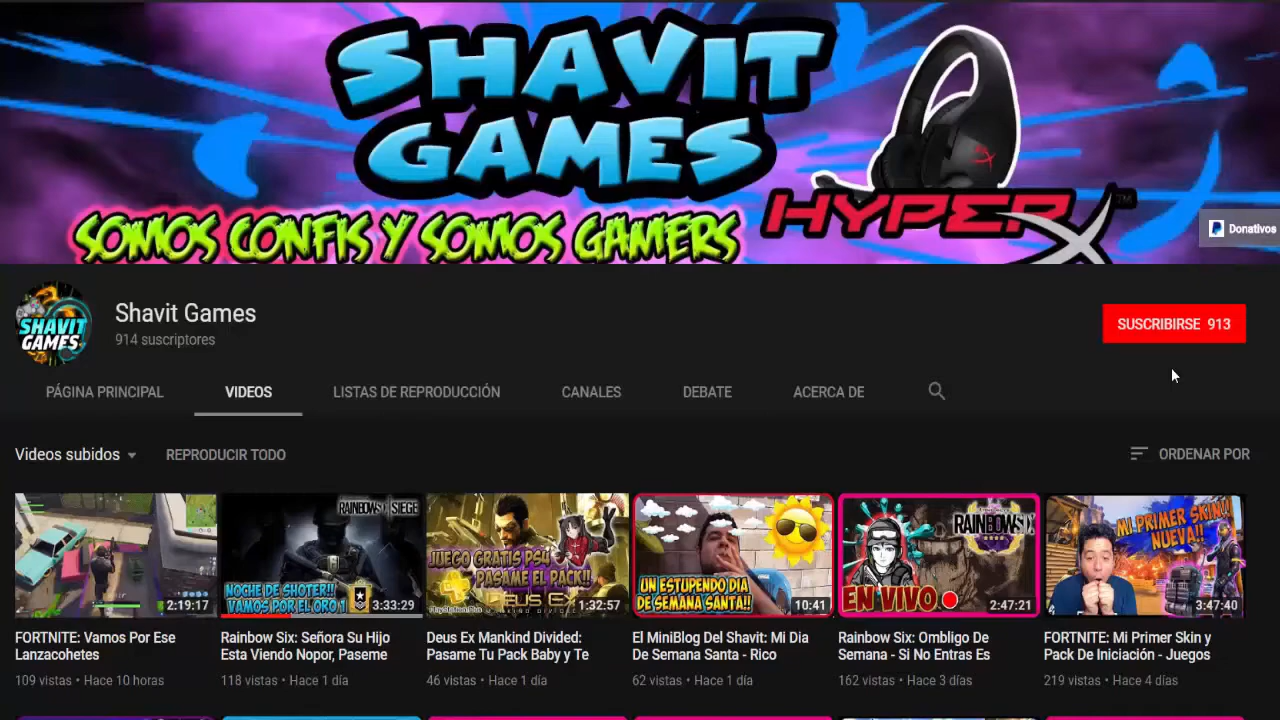 SHAVIT
GAMES
SOMOS CONFIS Y SOMOS GAMERS
HYPERX
TM
Donativos
SHAVIT
GAMES
Shavit Games
914 suscriptores
SUSCRIBIRSE 913
PÁGINA PRINCIPAL
VIDEOS
LISTAS DE REPRODUCCIÓN
CANALES
DEBATE
ACERCA DE
Videos subidos
REPRODUCIR TODO
ORDENAR POR
2:19:17
FORTNITE: Vamos Por Ese
Lanzacohetes
109 vistas • Hace 10 horas
RAINBOW SIX SIEGE
NOCHE DE SHOTER!!
VAMOS POR EL ORO 1
3:33:29
Rainbow Six: Señora Su Hijo
Esta Viendo Nopor, Paseme
118 vistas • Hace 1 día
JUEGO GRATIS PS4
PASAME EL PACK!!
PlayStation Plus
DEUS EX
1:32:57
Deus Ex Mankind Divided:
Pasame Tu Pack Baby y Te
46 vistas • Hace 1 día
UN ESTUPENDO DIA
DE SEMANA SANTA!!
10:41
El MiniBlog Del Shavit: Mi Dia
De Semana Santa - Rico
62 vistas • Hace 1 día
RAINBOW SIX
EN VIVO
2:47:21
Rainbow Six: Ombligo De
Semana - Si No Entras Es
162 vistas • Hace 3 días
MI PRIMER SKIN!!
NUEVA!!
3:47:40
FORTNITE: Mi Primer Skin y
Pack De Iniciación - Juegos
219 vistas • Hace 4 días